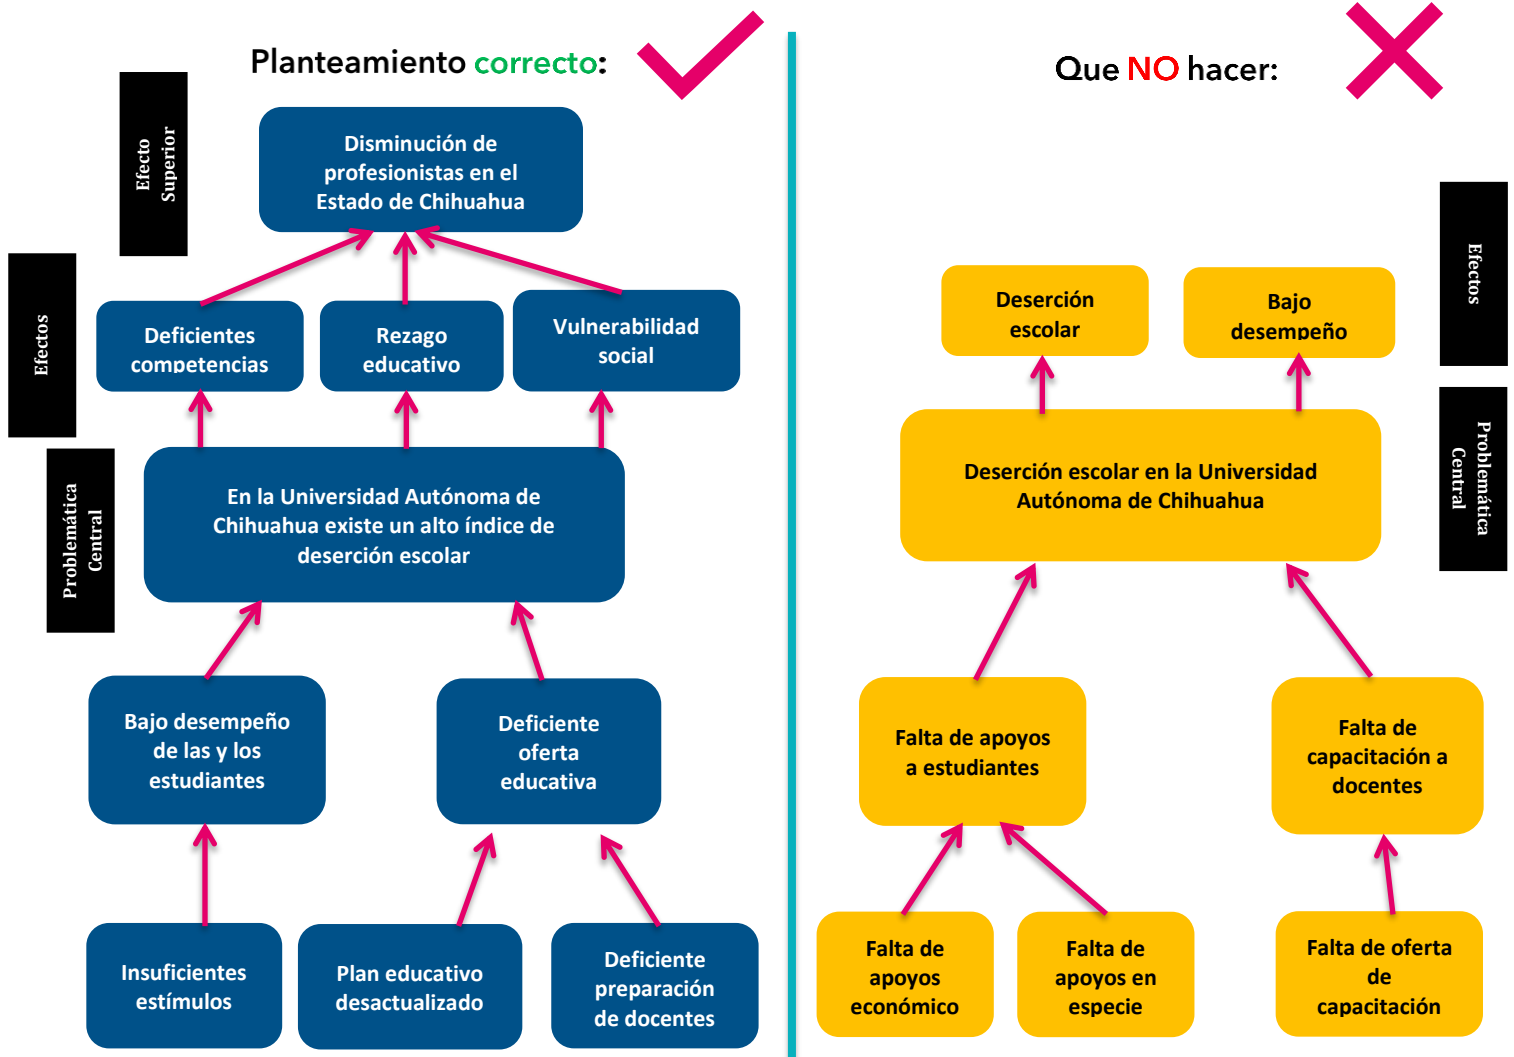 Planteamiento correcto:
Efecto
Superior
Disminución de
profesionistas en el
Estado de Chihuahua
Efectos
Deficientes
competencias
Rezago
educativo
Vulnerabilidad
social
Problemática
Central
En la Universidad Autónoma de
Chihuahua existe un alto índice de
deserción escolar
Bajo desempeño
de las y los
estudiantes
Deficiente
oferta
educativa
Insuficientes
estímulos
Plan educativo
desactualizado
Deficiente
preparación
de docentes
Que NO hacer:
Efectos
Deserción
escolar
Bajo
desempeño
Problemática
Central
Deserción escolar en la Universidad
Autónoma de Chihuahua
Falta de apoyos
a estudiantes
Falta de
capacitación a
docentes
Falta de
apoyos
económico
Falta de
apoyos en
especie
Falta de oferta
de
capacitación